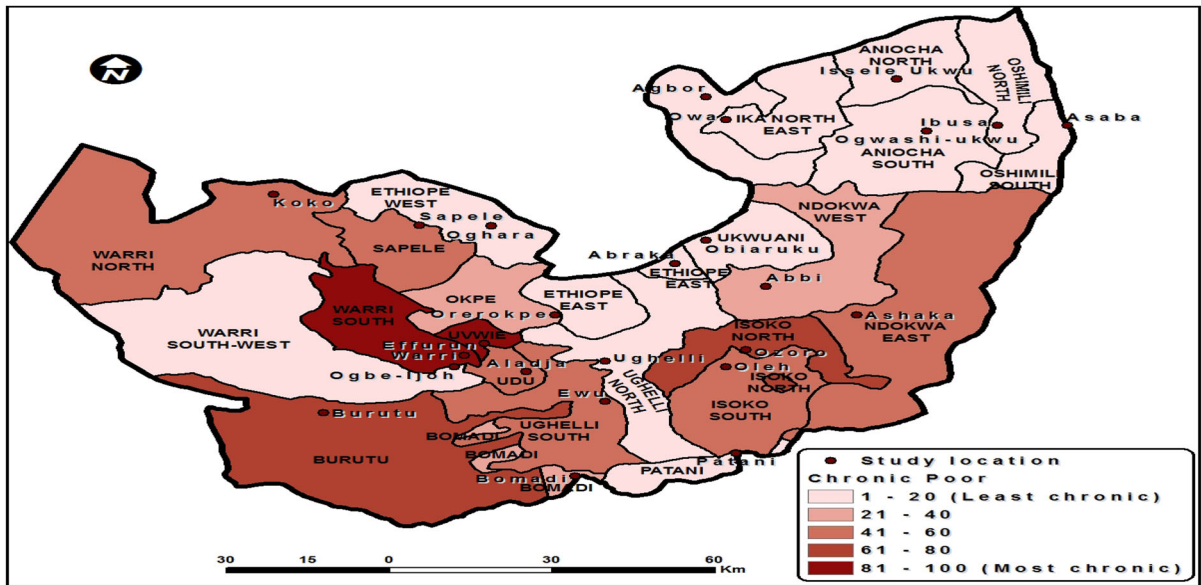 N
ANIOCHA
NORTH
Issele Ukwu
OSHIMILI
NORTH
Agbor
Owa
IKA NORTH
EAST
Ibusa
Asaba
Ogwashi-ukwu
ANIOCHA
SOUTH
OSHIMILI
SOUTH
ETHIOPE
WEST
Koko
Sapele
Oghara
SAPELE
NDOKWA
WEST
UKWUANI
Obiaruku
WARRI
NORTH
Abraka
ETHIOPE
EAST
Abbi
OKPE
Orerokpe
ETHIOPE
EAST
WARRI
SOUTH
Ashaka
NDOKWA
EAST
WARRI
SOUTH-WEST
UVWIE
Effurun
Warri
ISOKO
NORTH
Ozoro
Aladja
Ughelli
Oleh
Ogbe-Ijoh
UDU
ISOKO
NORTH
UGHELLI
NORTH
Ewu
ISOKO
SOUTH
Burutu
UGHELLI
SOUTH
BOMADI
BOMADI
BURUTU
Patani
PATANI
Bomadi
BOMADI
Study location
Chronic Poor
1 - 20 (Least chronic)
21 - 40
41 - 60
61 - 80
81 - 100 (Most chronic)
30 15 0 30 60
Km